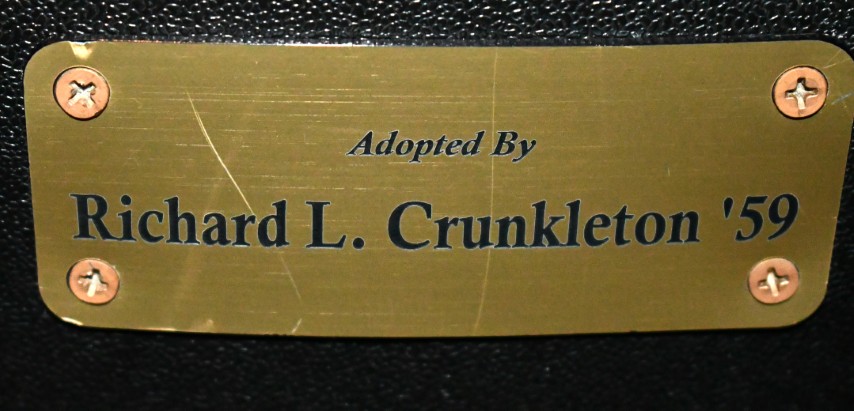 Adopted By
Richard L. Crunkleton '59